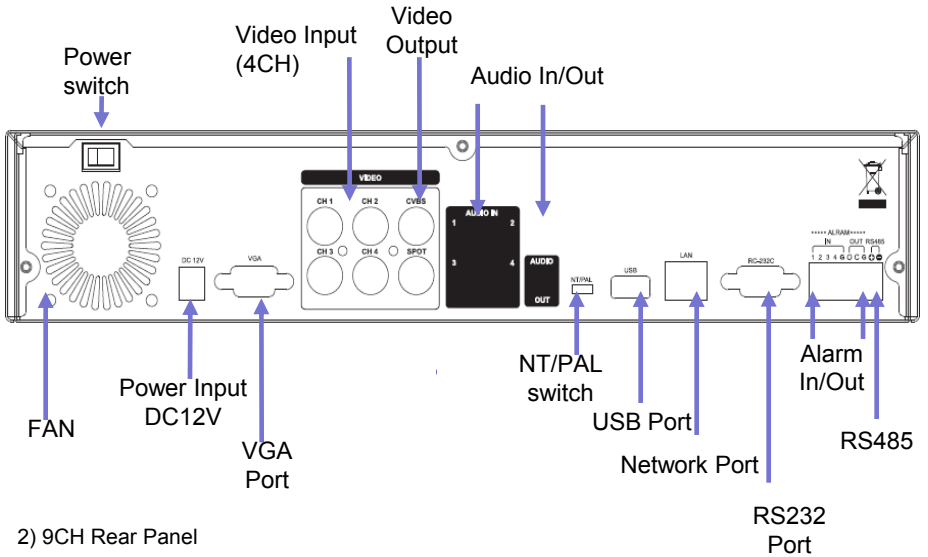 Video
Output
Video Input
(4CH)
Power
switch
Audio In/Out
VIDEO
CH 1 CH 2 CVBS
CH 3 CH 4 SPOT
AUDIO IN
1 2
3 4
AUDIO
OUT
DC 12V
VGA
NT/PAL
USB
LAN
RC-232C
ALRAM
IN OUT RS485
1 2 3 4 G O C G
NT/PAL
switch
Alarm
In/Out
Power Input
DC12V
FAN
USB Port
RS485
VGA
Port
Network Port
RS232
Port
2) 9CH Rear Panel